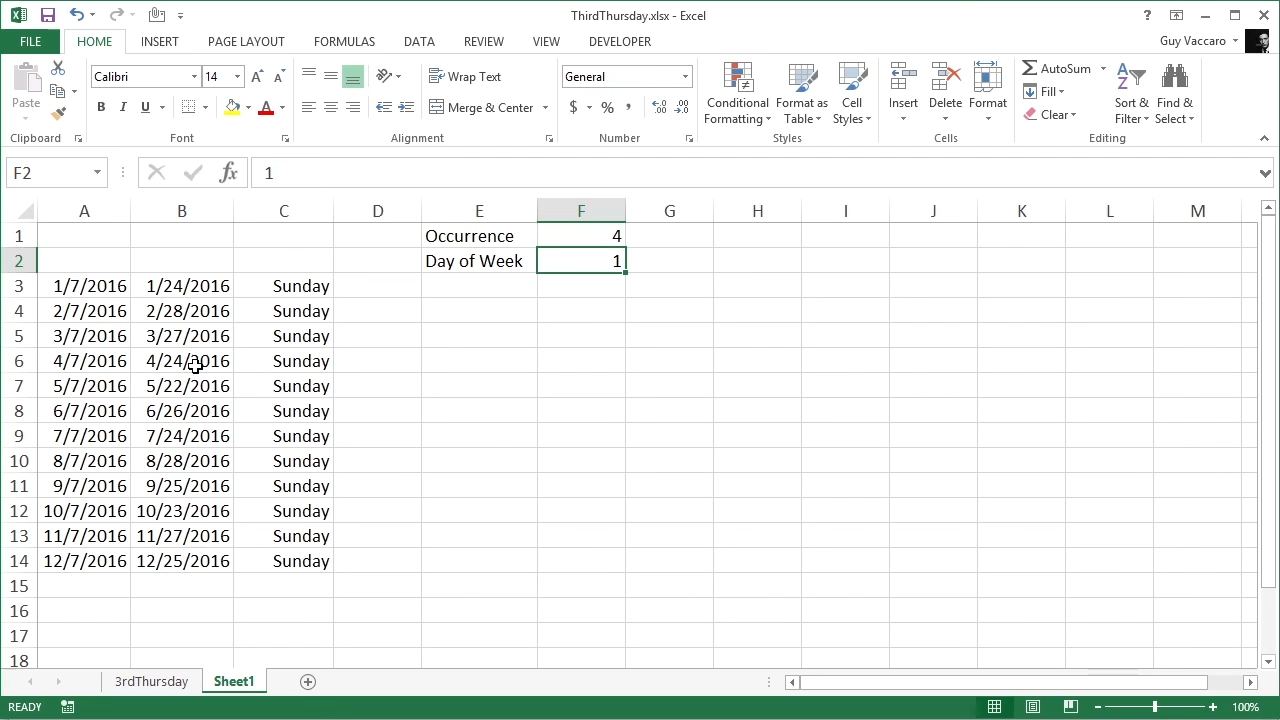 ThirdThursday.xlsx - Excel
FILE HOME INSERT PAGE LAYOUT FORMULAS DATA REVIEW VIEW DEVELOPER Guy Vaccaro
Paste
Clipboard
Calibri 14
B I U A
Font
Wrap Text
Merge & Center
Alignment
General
$ % ,
Number
Conditional Formatting
Format as Table
Cell Styles
Styles
Insert Delete Format
Cells
AutoSum
Fill
Clear
Sort & Filter
Find & Select
Editing
F2 fx 1
A B C D E F G H I J K L M
1 Occurrence 4
2 Day of Week 1
3 1/7/2016 1/24/2016 Sunday
4 2/7/2016 2/28/2016 Sunday
5 3/7/2016 3/27/2016 Sunday
6 4/7/2016 4/24/2016 Sunday
7 5/7/2016 5/22/2016 Sunday
8 6/7/2016 6/26/2016 Sunday
9 7/7/2016 7/24/2016 Sunday
10 8/7/2016 8/28/2016 Sunday
11 9/7/2016 9/25/2016 Sunday
12 10/7/2016 10/23/2016 Sunday
13 11/7/2016 11/27/2016 Sunday
14 12/7/2016 12/25/2016 Sunday
15
16
17
18
3rdThursday Sheet1
READY 100%